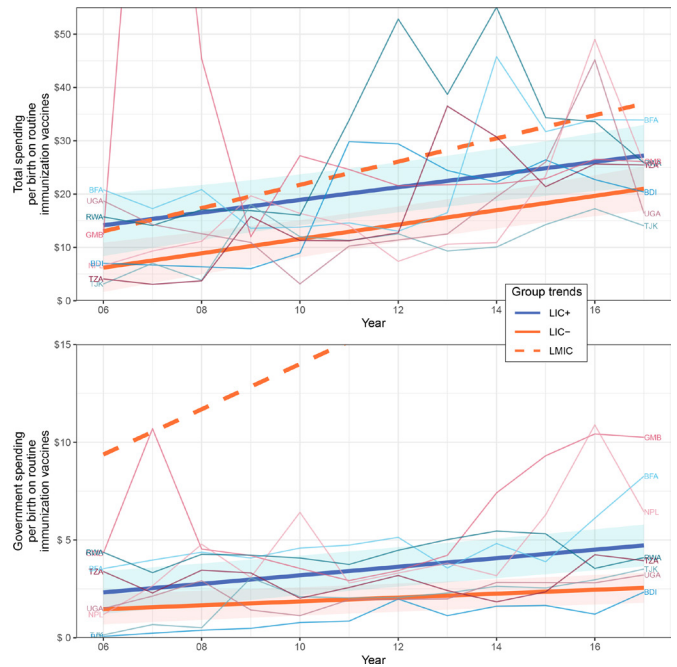 Total spending
per birth on routine
immunization vaccines
$50
$40
$30
$20
$10
$ 0
BFA
UGA
RWA
GMB
BDI
TZA
TJK
BFA
TZA
BDI
UGA
TJK
06
08
10
12
14
16
Year
Group trends
LIC+
LIC−
LMIC
Government spending
per birth on routine
immunization vaccines
$15
$10
$ 5
$ 0
RWA
BFA
TZA
UGA
NPL
GMB
BFA
NPL
RWA
TZA
TJK
UGA
BDI
06
08
10
12
14
16
Year